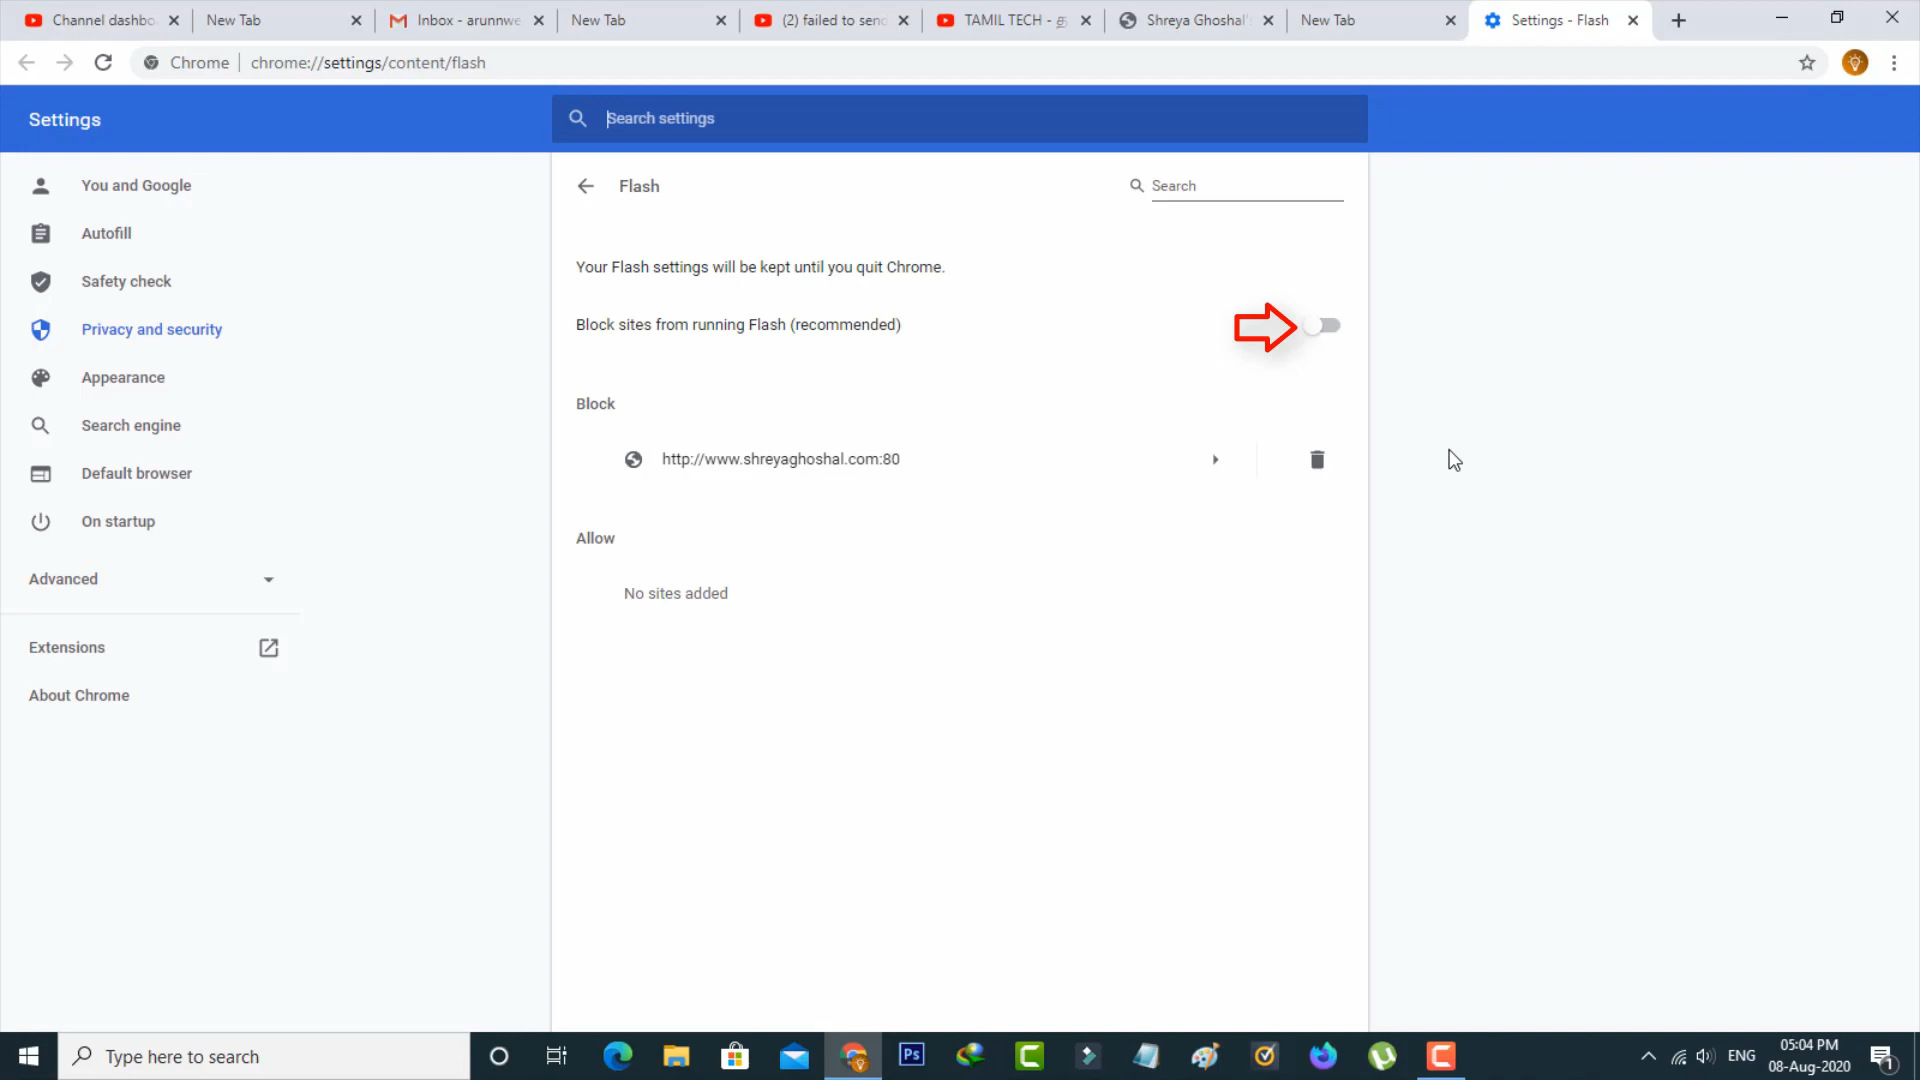 Channel dashbo
New Tab
Inbox - arunnwe
New Tab
(2) failed to send
TAMIL TECH - த
Shreya Ghoshal'
New Tab
Settings - Flash
Chrome
chrome://settings/content/flash
Settings
Search settings
You and Google
Autofill
Safety check
Privacy and security
Appearance
Search engine
Default browser
On startup
Advanced
Extensions
About Chrome
Flash
Search
Your Flash settings will be kept until you quit Chrome.
Block sites from running Flash (recommended)
Block
http://www.shreyaghoshal.com:80
Allow
No sites added
Type here to search
Ps
ENG
05:04 PM
08-Aug-2020
1